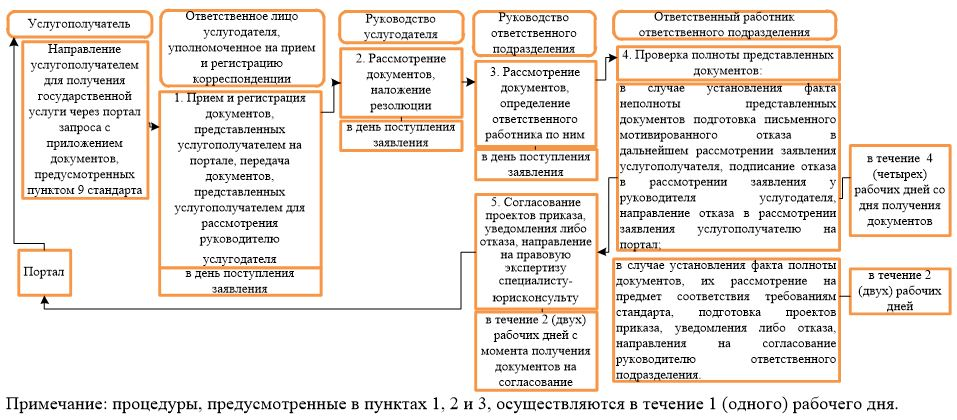 Услугополучатель
Направление
услугополучателем
для получения
государственной
услуги через портал
запроса с
приложением
документов,
предусмотренных
пунктом 9 стандарта
Портал
Ответственное лицо
услугодателя,
уполномоченное на прием
и регистрацию
корреспонденции
1. Прием и регистрация
документов,
представленных
услугополучателем на
портале, передача
документов,
представленных
услугополучателем для
рассмотрения
руководителю
услугодателя
в день поступления
заявления
Руководство
услугодателя
2. Рассмотрение
документов,
наложение
резолюции
в день поступления
заявления
Руководство
ответственного
подразделения
3. Рассмотрение
документов,
определение
ответственного
работника по ним
в день поступления
заявления
5. Согласование
проектов приказа,
уведомления либо
отказа, направление
на правовую
экспертизу
специалисту-
юрисконсульту
в течение 2 (двух)
рабочих дней с
момента получения
документов на
согласование
Ответственный работник
ответственного подразделения
4. Проверка полноты представленных
документов:
в случае установления факта
неполноты представленных
документов подготовка письменного
мотивированного отказа в
дальнейшем рассмотрении заявления
услугополучателя, подписание отказа
в рассмотрении заявления у
руководителя услугодателя,
направление отказа в рассмотрении
заявления услугополучателю на
портал;
в течение 4
(четырех)
рабочих дней со
дня получения
документов
в случае установления факта полноты
документов, их рассмотрение на
предмет соответствия требованиям
стандарта, подготовка проектов
приказа, уведомления либо отказа,
направления на согласование
руководителю ответственного
подразделения.
в течение 2
(двух) рабочих
дней
Примечание: процедуры, предусмотренные в пунктах 1, 2 и 3, осуществляются в течение 1 (одного) рабочего дня.